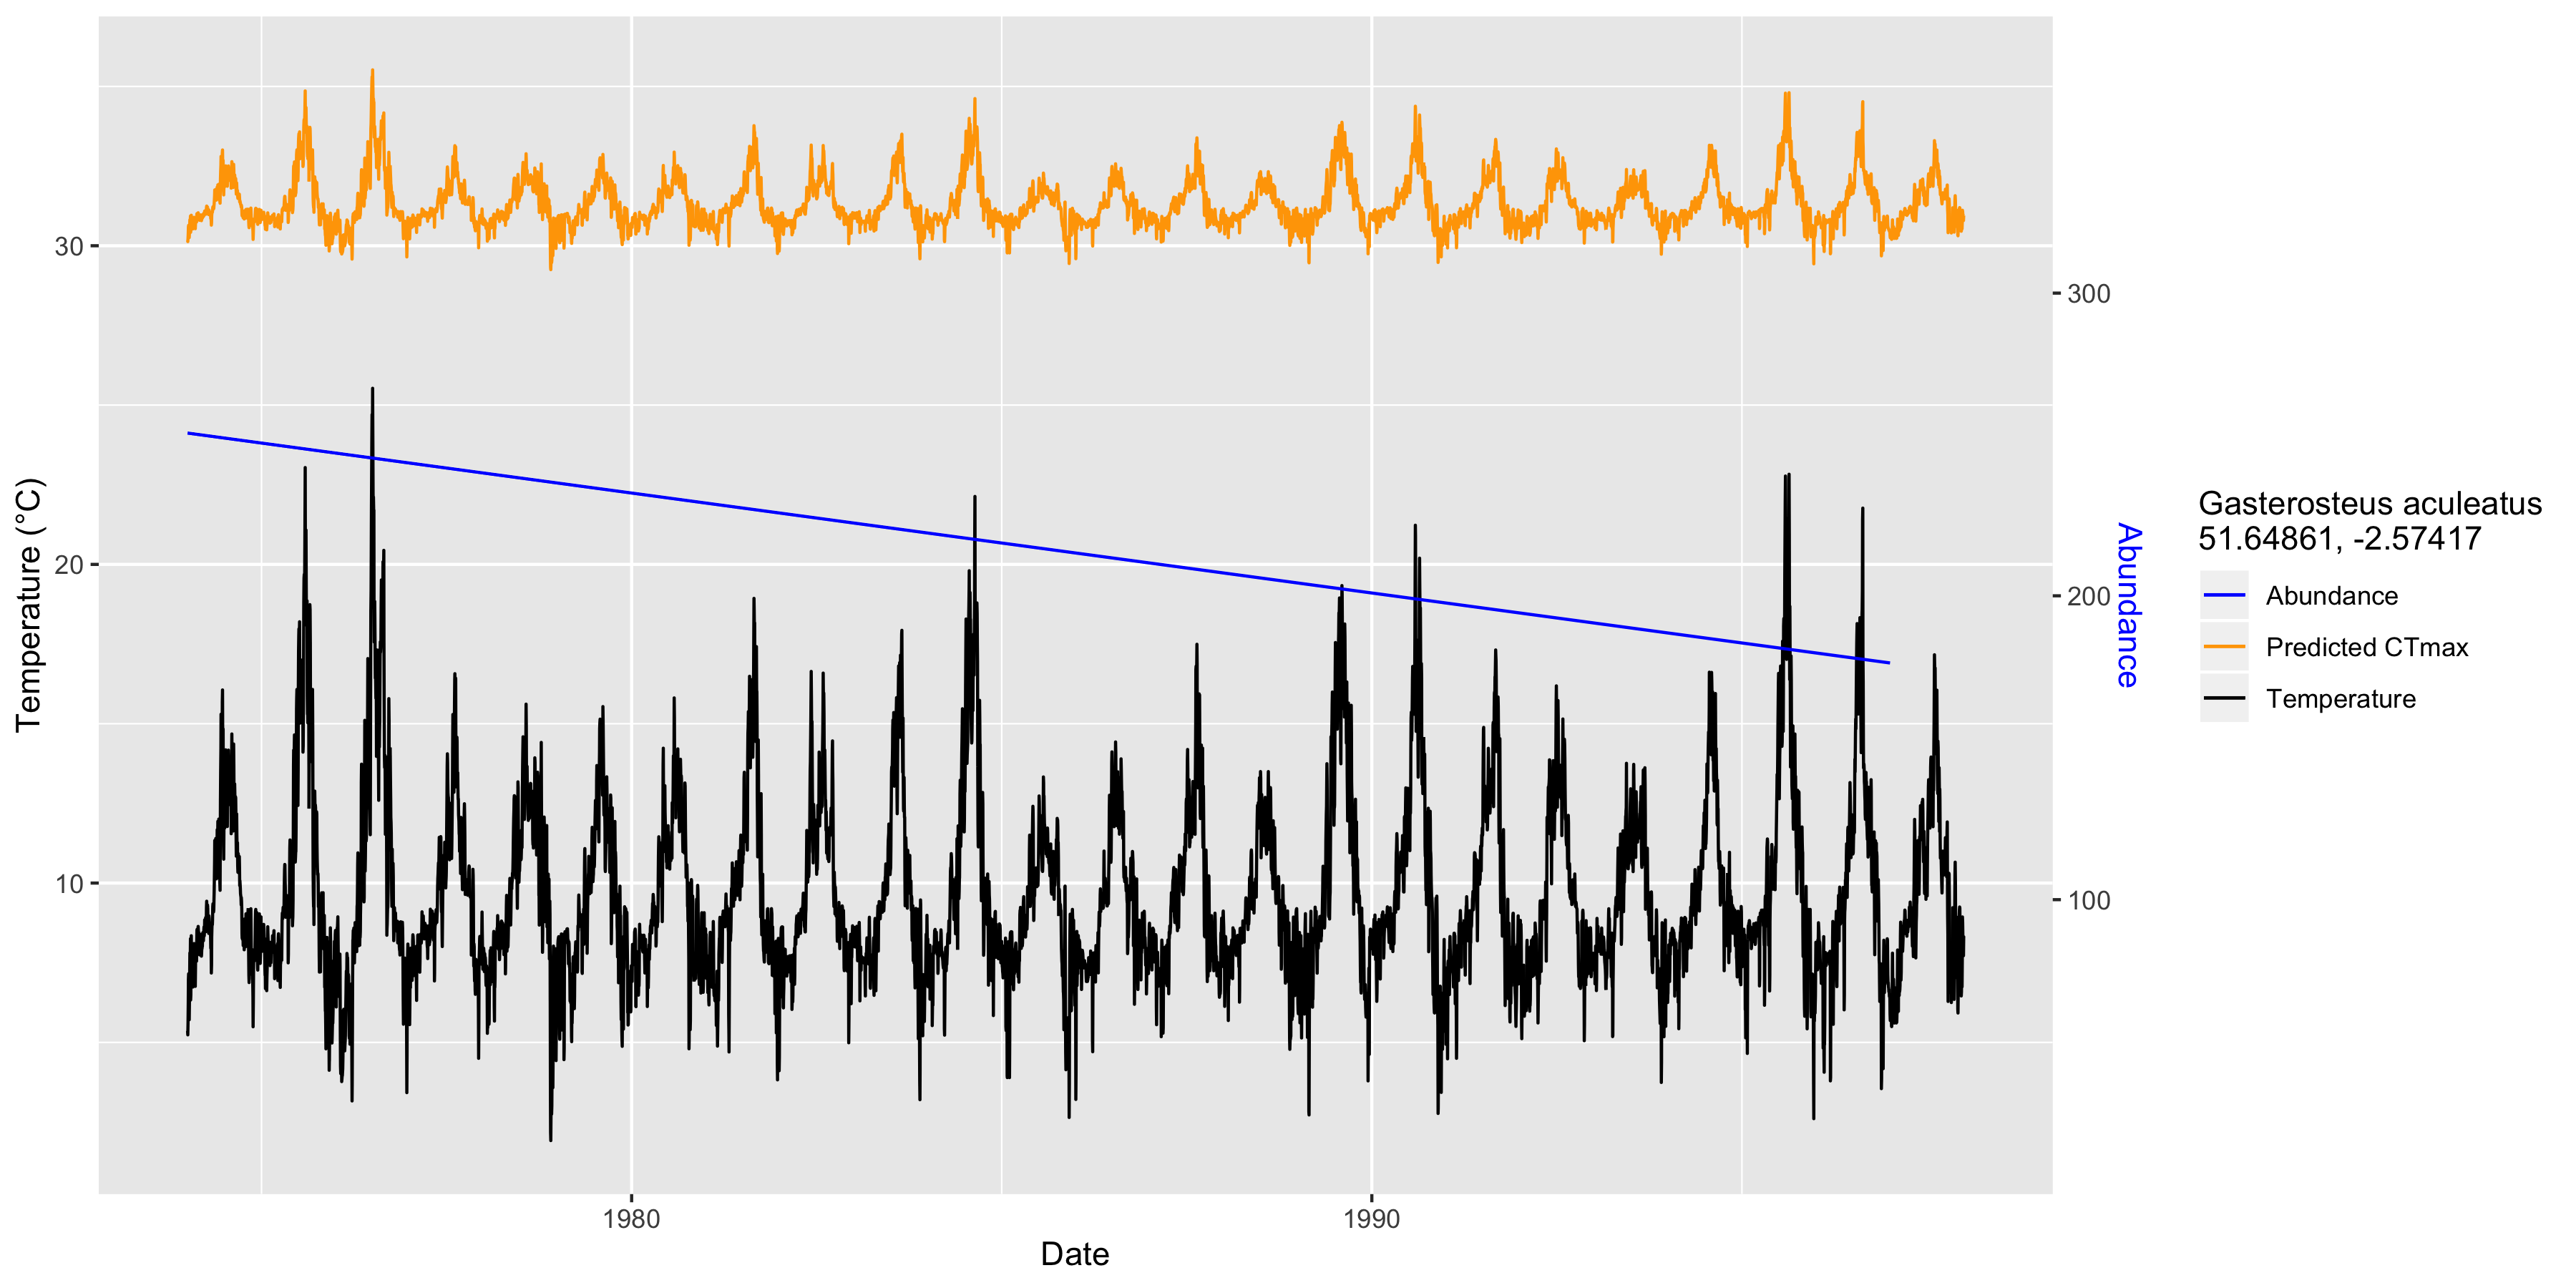 Temperature (°C)
30
20
10
1980
1990
Date
300
200
100
Abundance
Gasterosteus aculeatus
51.64861, -2.57417
Abundance
Predicted CTmax
Temperature